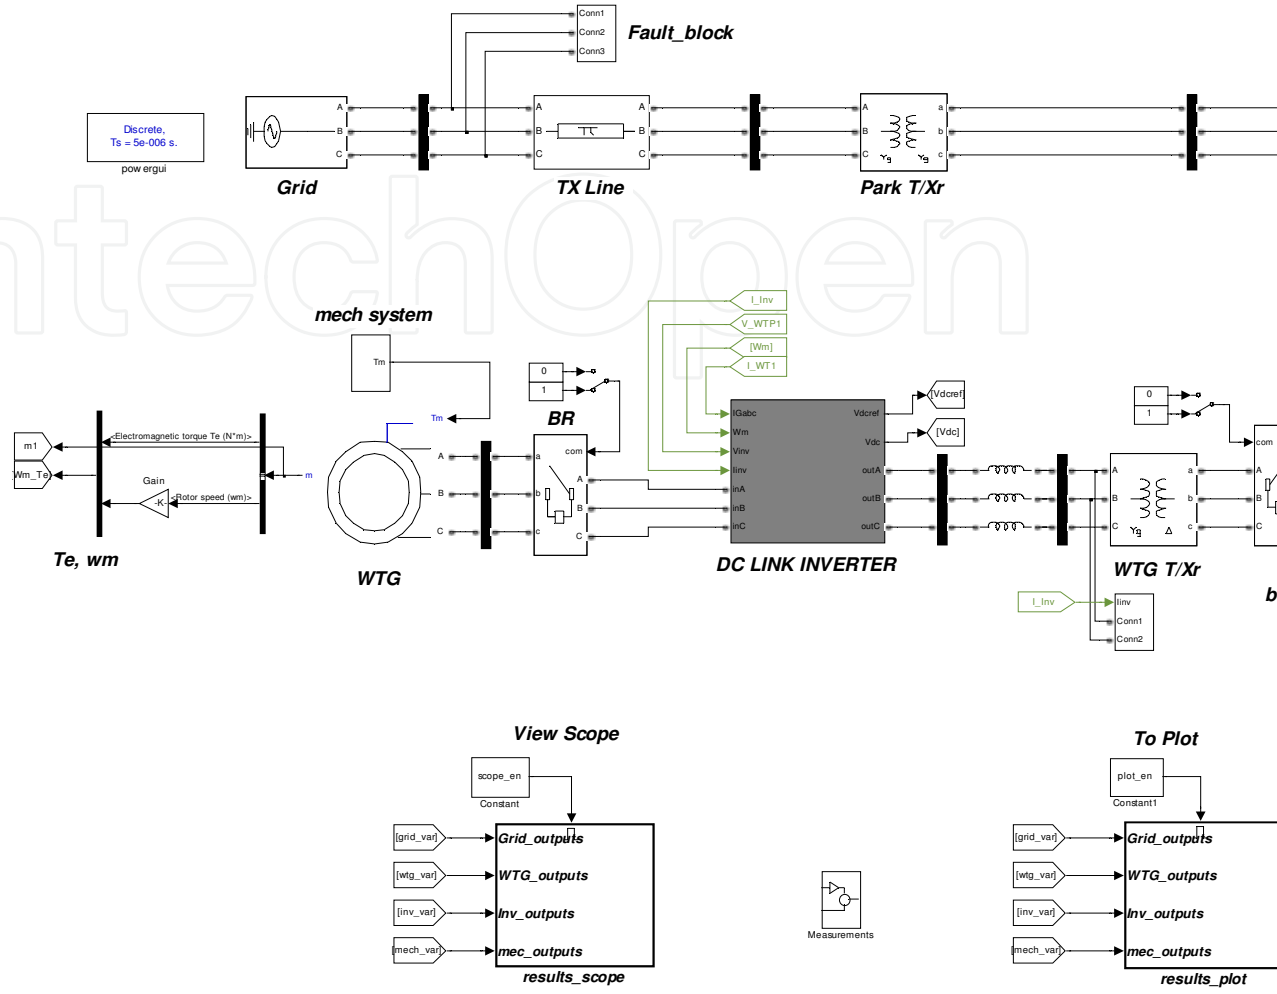 Conn1
Conn2
Conn3
Fault_block
Discrete,
Ts = 5e-006 s.
powergui
A
B
C
Grid
A
B
C
A
B
C
TX Line
A
B
C
a
b
c
Yg
Yg
Park T/Xr
ntechOpen
mech system
Tm
I_Inv
V_WTP1
[Wm]
I_WT1
0
1
BR
Tm
m1
Wm_Te
<Electromagnetic torque Te (N*m)>
Gain
-K-
<Rotor speed (wm)>
m
Te, wm
A
B
C
WTG
a
b
c
com
A
B
C
IGabc
Wm
Vinv
Iinv
inA
inB
inC
Vdcref
Vdc
outA
outB
outC
DC LINK INVERTER
[Vdcref]
[Vdc]
0
1
A
B
C
a
b
c
Yg
Δ
WTG T/Xr
com
A
B
C
b
I_Inv
Iinv
Conn1
Conn2
View Scope
scope_en
Constant
[grid_var]
[wtg_var]
[inv_var]
[mech_var]
Grid_outputs
WTG_outputs
Inv_outputs
mec_outputs
results_scope
Measurements
To Plot
plot_en
Constant1
[grid_var]
[wtg_var]
[inv_var]
[mech_var]
Grid_outputs
WTG_outputs
Inv_outputs
mec_outputs
results_plot